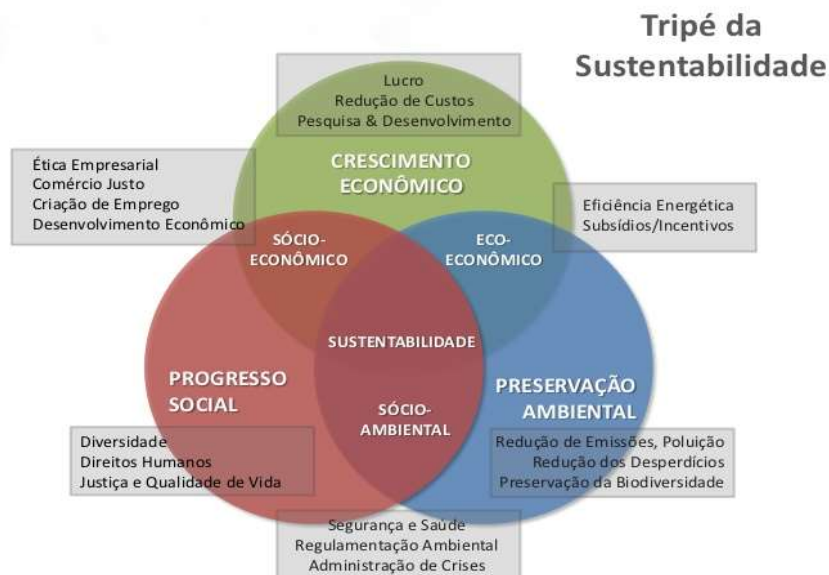 Tripé da
Sustentabilidade
Lucro
Redução de Custos
Pesquisa & Desenvolvimento
CRESCIMENTO
ECONÔMICO
Ética Empresarial
Comércio Justo
Criação de Emprego
Desenvolvimento Econômico
Eficiência Energética
Subsídios/Incentivos
SÓCIO-
ECONÔMICO
ECO-
ECONÔMICO
SUSTENTABILIDADE
PROGRESSO
SOCIAL
SÓCIO-
AMBIENTAL
PRESERVAÇÃO
AMBIENTAL
Diversidade
Direitos Humanos
Justiça e Qualidade de Vida
Redução de Emissões, Poluição
Redução dos Desperdícios
Preservação da Biodiversidade
Segurança e Saúde
Regulamentação Ambiental
Administração de Crises